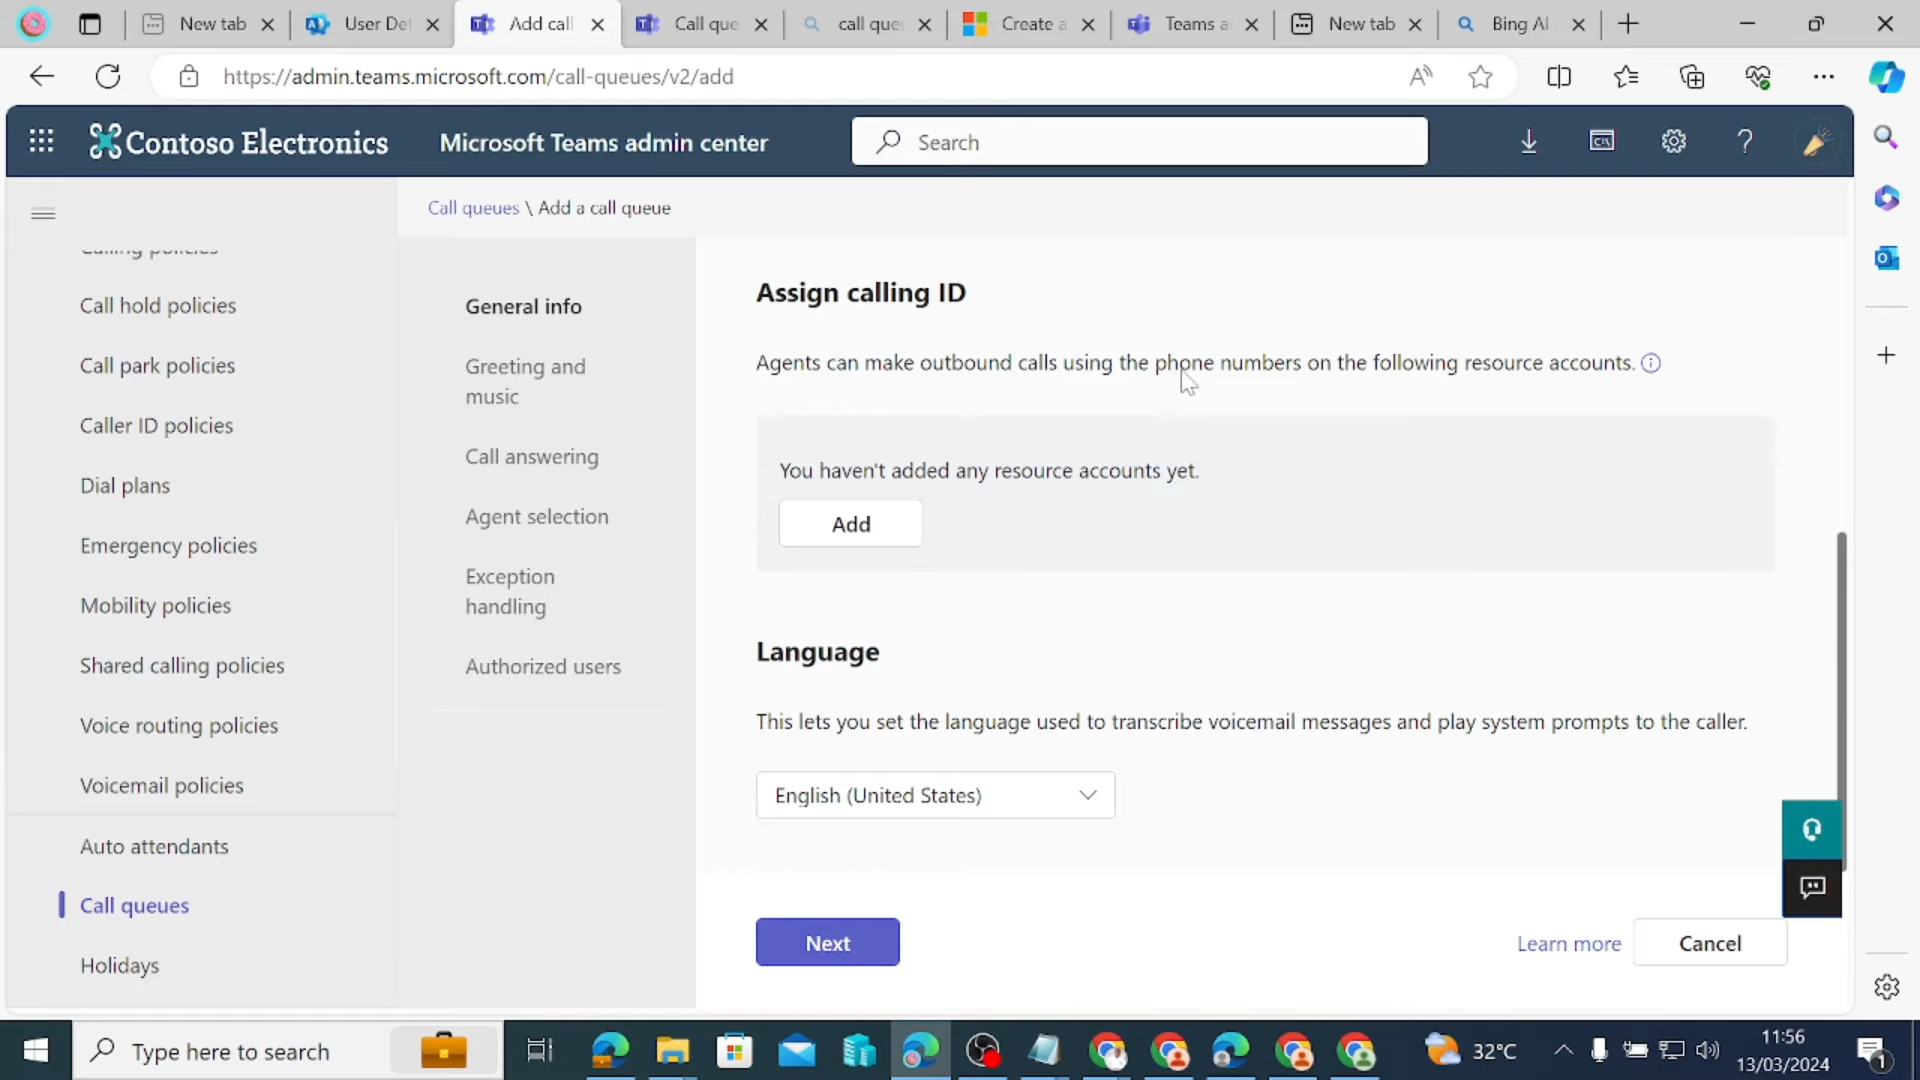 New tab
User Det
Add call
Call que
call que
Create a
Teams a
New tab
Bing AI
https://admin.teams.microsoft.com/call-queues/v2/add
Contoso Electronics
Microsoft Teams admin center
Search
Call queues \ Add a call queue
Calling policies
Call hold policies
Call park policies
Caller ID policies
Dial plans
Emergency policies
Mobility policies
Shared calling policies
Voice routing policies
Voicemail policies
Auto attendants
Call queues
Holidays
General info
Greeting and
music
Call answering
Agent selection
Exception
handling
Authorized users
Assign calling ID
Agents can make outbound calls using the phone numbers on the following resource accounts.
You haven't added any resource accounts yet.
Add
Language
This lets you set the language used to transcribe voicemail messages and play system prompts to the caller.
English (United States)
Next
Learn more
Cancel
Type here to search
32°C
11:56
13/03/2024
1